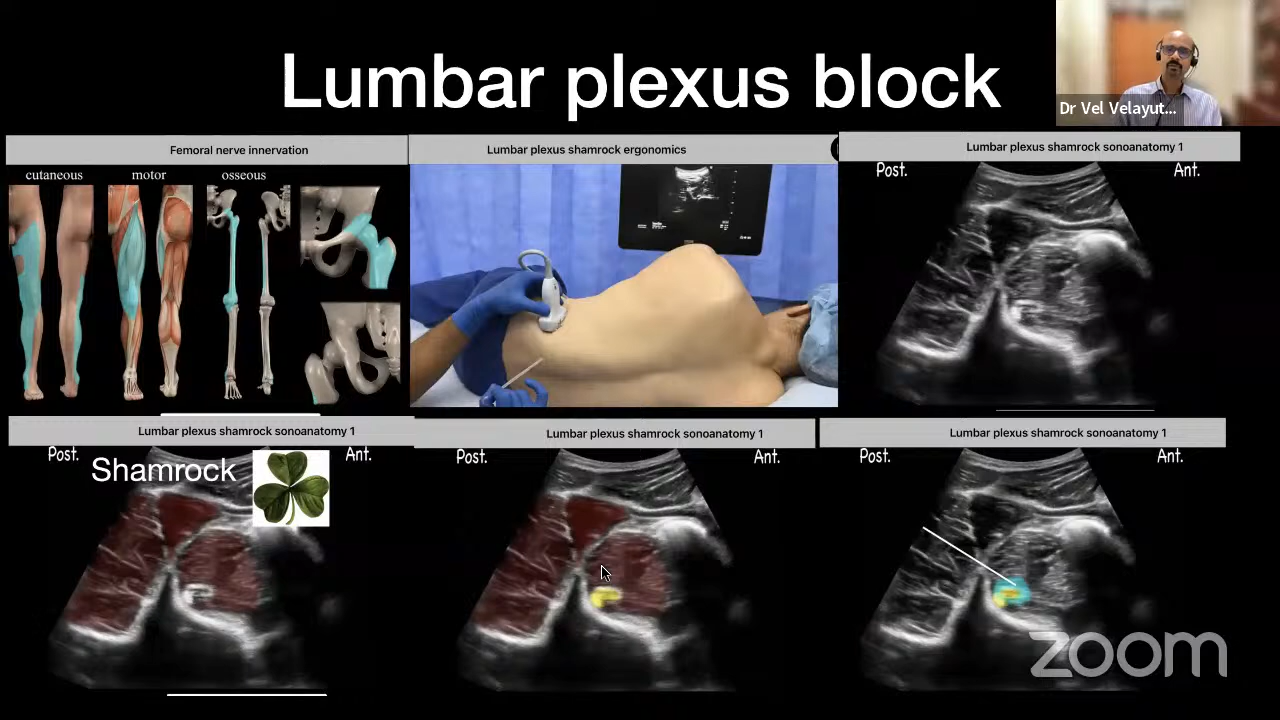 Lumbar plexus block
Dr Vel Velayut...
Femoral nerve innervation
cutaneous motor osseous
Lumbar plexus shamrock ergonomics
Lumbar plexus shamrock sonoanatomy 1
Post. Ant.
Lumbar plexus shamrock sonoanatomy 1
Post. Ant.
Shamrock
Lumbar plexus shamrock sonoanatomy 1
Post. Ant.
Lumbar plexus shamrock sonoanatomy 1
Post. Ant.
zoom